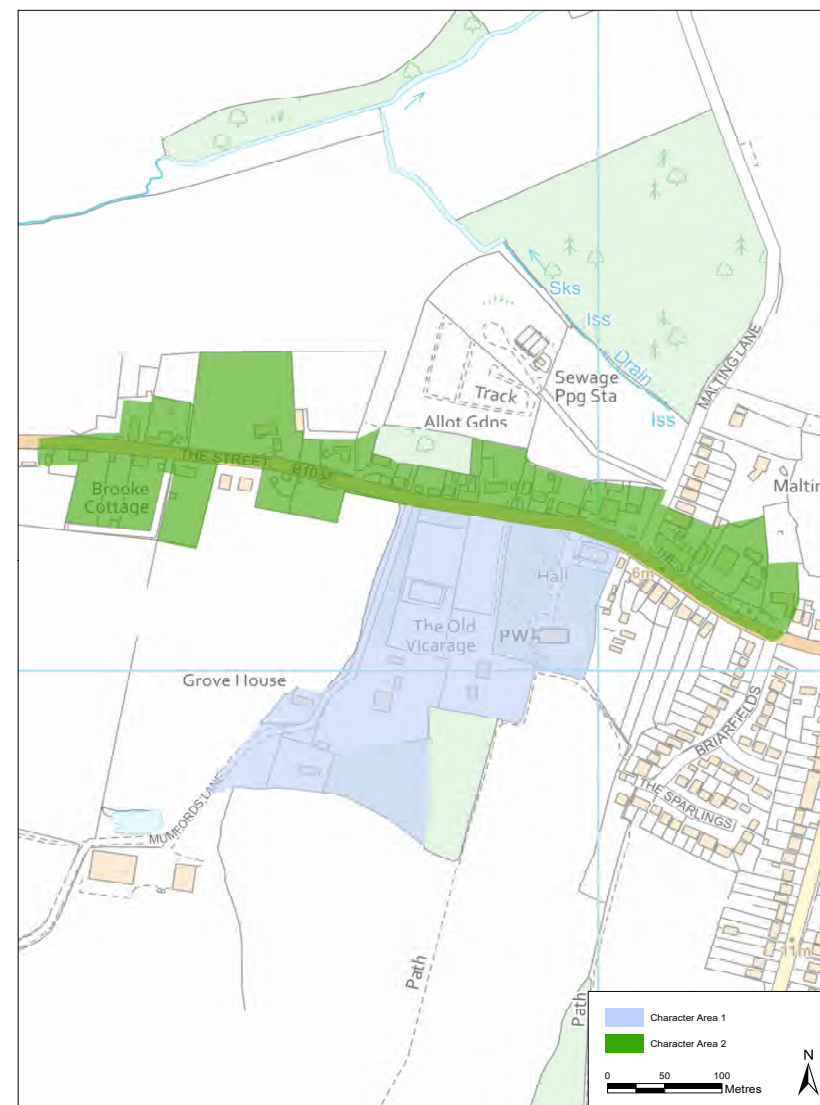 Sks
Iss
Drain
Iss
MALTING LANE
Track
Sewage
Ppg Sta
Allot Gdns
THE STREET
Brooke
Cottage
Maltin
Hall
6m
The Old
Vicarage
PW
Grove House
BRIARFIELDS
THE SPARLINGS
MUMFORDS LANE
11m
Path
Path
Character Area 1
Character Area 2
N
0 50 100
Metres